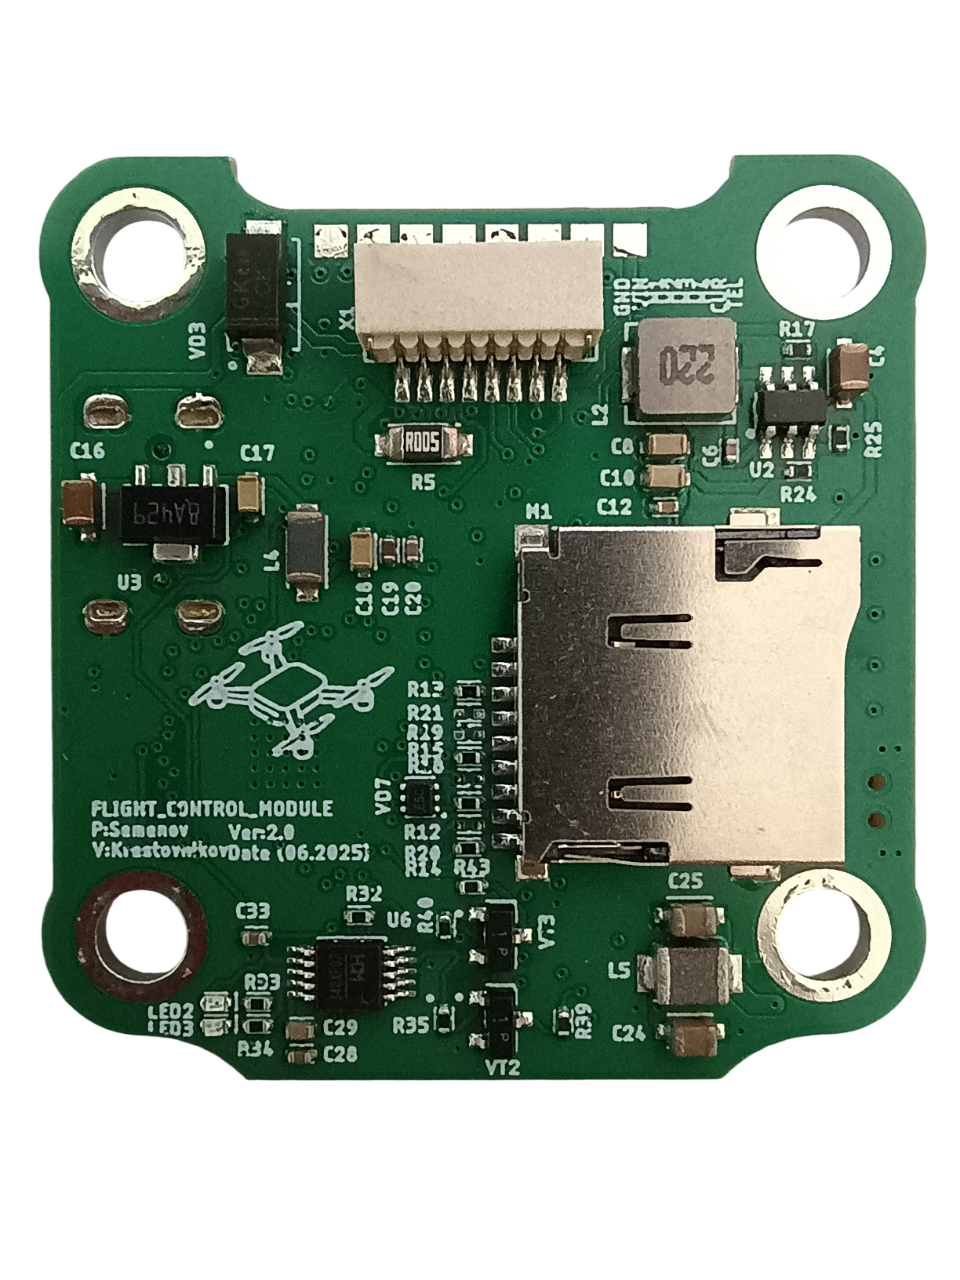 GND
TEL
X1
VD3
R17
C4
220
L2
C8
C6
U2
R25
R005
R5
C10
R24
C12
C16
C17
8A429
U3
L4
C18
C19
C20
M1
R13
R21
R19
R15
VD7
R12
R20
R14
R43
FLIGHT_CONTROL_MODULE
P:Semenov Ver:2.0
V:Krestovnikov Date (06.2025)
C33
R32
U6
R40
VT3
C25
L5
WCH
R33
LED2
LED3
R34
C29
C28
R35
VT2
R39
C24